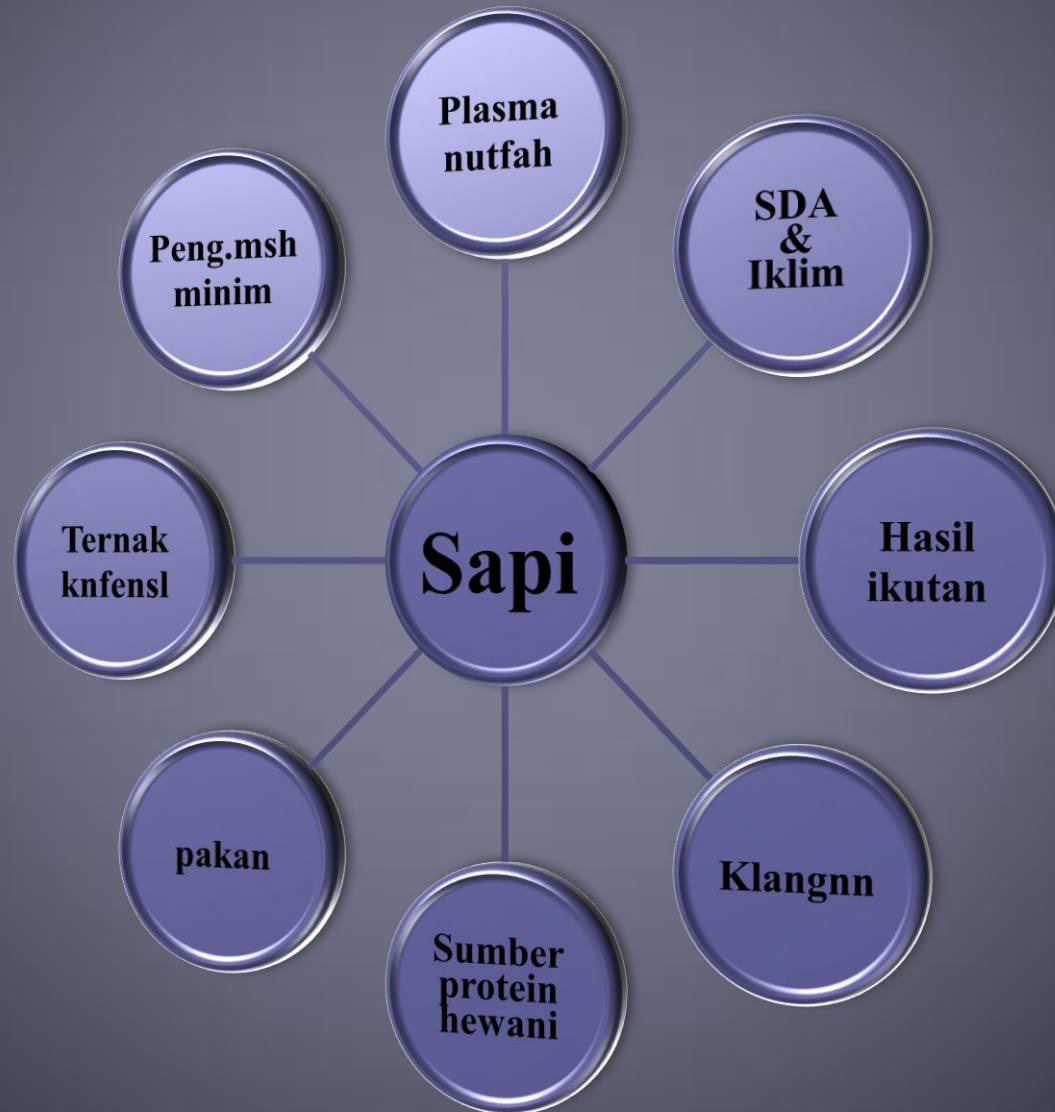 Plasma
nutfah
SDA
&
Iklim
Hasil
ikutan
Klangnn
Sumber
protein
hewani
pakan
Ternak
knfensl
Peng.msh
minim
Sapi